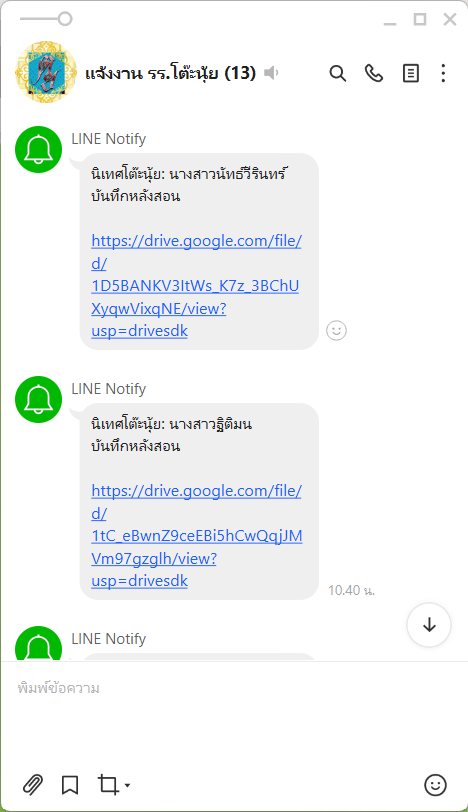 แจ้งงาน รร.โต๊ะนุ้ย (13)
LINE Notify
นิเทศโต๊ะนุ้ย: นางสาวนัทธ์วีรินทร์
บันทึกหลังสอน
https://drive.google.com/file/
d/
1D5BANKV3ItWs_K7z_3BChU
XyqwVixqNE/view?
usp=drivesdk
LINE Notify
นิเทศโต๊ะนุ้ย: นางสาวฐิติมน
บันทึกหลังสอน
https://drive.google.com/file/
d/
1tC_eBwnZ9ceEBi5hCwQqjJM
Vm97gzglh/view?
usp=drivesdk
10.40 น.
LINE Notify
พิมพ์ข้อความ